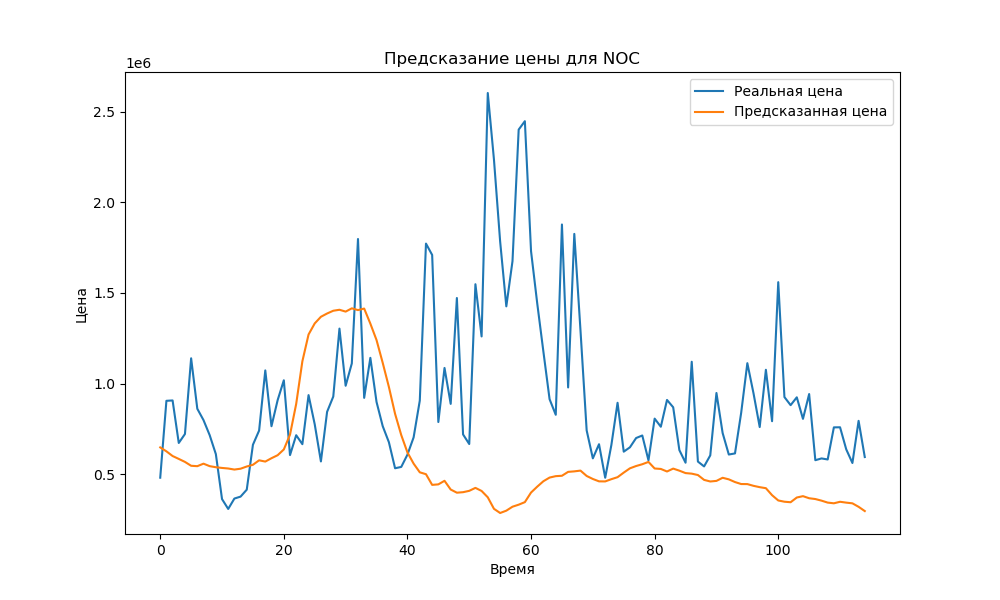 Предсказание цены для NOC
1e6
Реальная цена
Предсказанная цена
2.5
2.0
1.5
1.0
0.5
Цена
0 20 40 60 80 100
Время